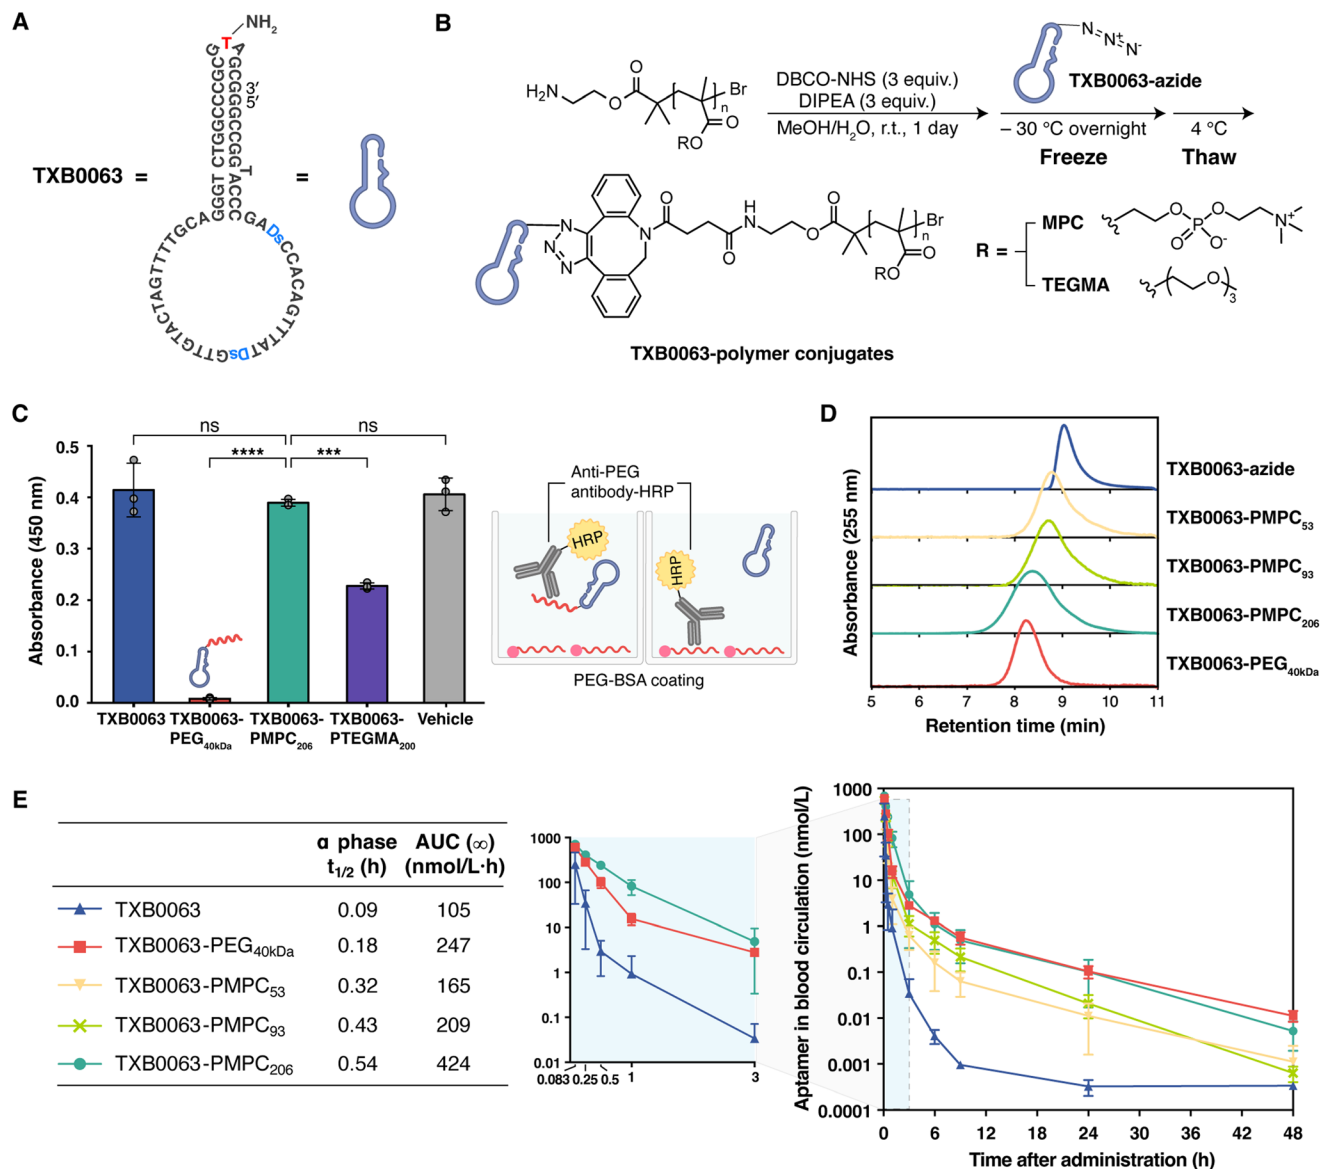 A
NH2
G T A
TXB0063 =
GGGT CTGGCCCCGC
GCGGGGCCGG T ACCC
3′
5′
=
GA Ds CCACAGTTTAT Ds GTTGTACTAGTTTTGCA
B
H2N
O
O
n
Br
O
RO
DBCO-NHS (3 equiv.)
DIPEA (3 equiv.)
MeOH/H2O, r.t., 1 day
N N+ N-
TXB0063-azide
– 30 °C overnight
4 °C
Freeze
Thaw
N
N
N
N
O
O
H
N
O
O
n
Br
O
RO
R =
MPC
O
P
O
O
O-
N+
TEGMA
O
3
TXB0063-polymer conjugates
C
ns
ns
****
***
Absorbance (450 nm)
0.5
0.4
0.3
0.2
0.1
0.0
TXB0063
TXB0063-PEG40kDa
TXB0063-PMPC206
TXB0063-PTEGMA200
Vehicle
Anti-PEG
antibody-HRP
HRP
HRP
PEG-BSA coating
D
Absorbance (255 nm)
TXB0063-azide
TXB0063-PMPC53
TXB0063-PMPC93
TXB0063-PMPC206
TXB0063-PEG40kDa
5 6 7 8 9 10 11
Retention time (min)
E
α phase t1/2 (h)
AUC (∞) (nmol/L·h)
TXB0063 0.09 105
TXB0063-PEG40kDa 0.18 247
TXB0063-PMPC53 0.32 165
TXB0063-PMPC93 0.43 209
TXB0063-PMPC206 0.54 424
1000
100
10
1
0.1
0.01
0.083 0.25 0.5 1 3
Aptamer in blood circulation (nmol/L)
1000
100
10
1
0.1
0.01
0.001
0.0001
0 6 12 18 24 30 36 42 48
Time after administration (h)